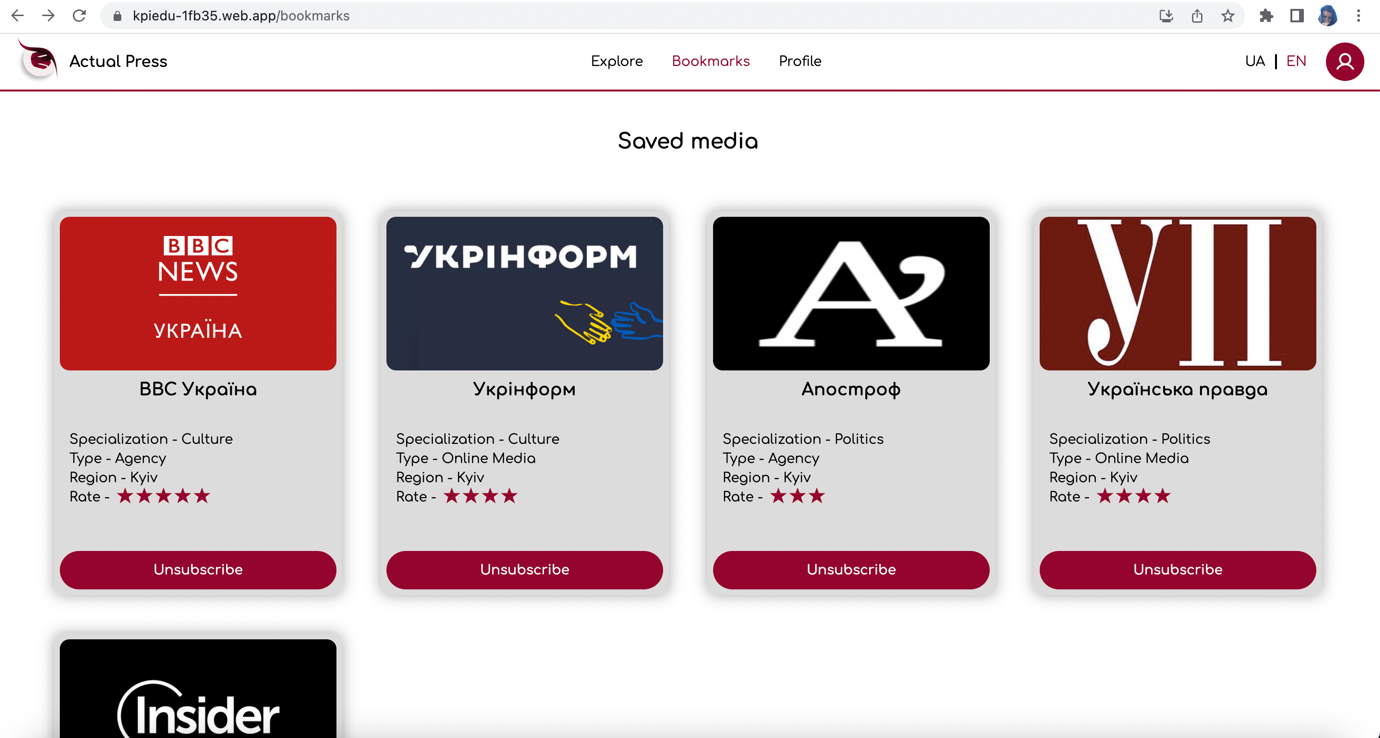 kpiedu-1fb35.web.app/bookmarks
Actual Press
Explore
Bookmarks
Profile
UA | EN
Saved media
BBC
NEWS
УКРАЇНА
BBC Україна
Specialization - Culture
Type - Agency
Region - Kyiv
Rate - ★★★★★
Unsubscribe
УКРІНФОРМ
Укрінформ
Specialization - Culture
Type - Online Media
Region - Kyiv
Rate - ★★★★
Unsubscribe
А
Апостроф
Specialization - Politics
Type - Agency
Region - Kyiv
Rate - ★★★
Unsubscribe
УП
Українська правда
Specialization - Politics
Type - Online Media
Region - Kyiv
Rate - ★★★★
Unsubscribe
Insider